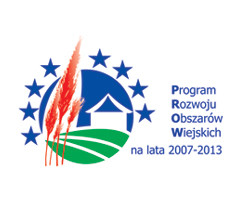 Program
Rozwoju
Obszarów
Wiejskich
na lata 2007-2013